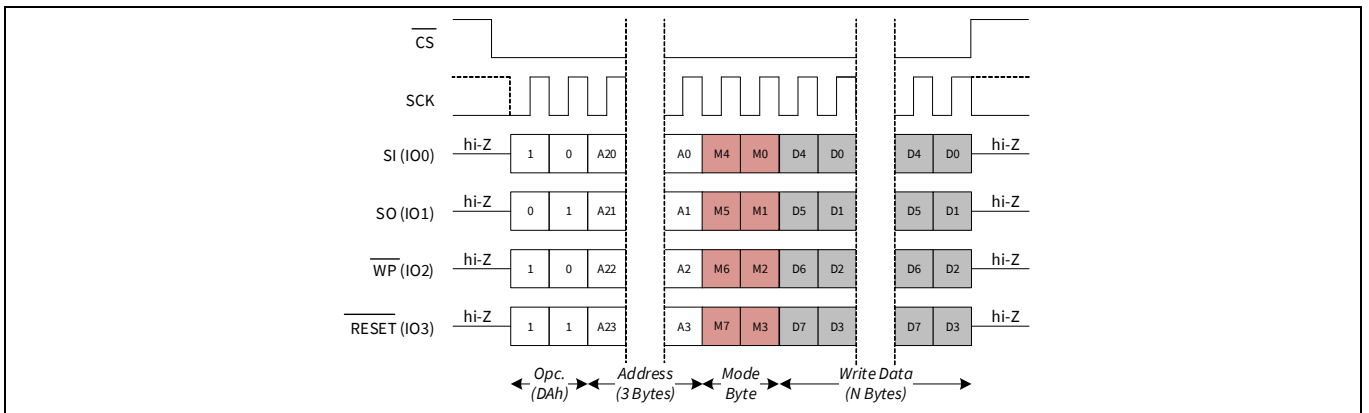 CS
SCK
SI (IO0) hi-Z 1 0 A20 A0 M4 M0 D4 D0 D4 D0 hi-Z
SO (IO1) hi-Z 0 1 A21 A1 M5 M1 D5 D1 D5 D1 hi-Z
WP (IO2) hi-Z 1 0 A22 A2 M6 M2 D6 D2 D6 D2 hi-Z
RESET (IO3) hi-Z 1 1 A23 A3 M7 M3 D7 D3 D7 D3 hi-Z
Opc. Address Mode Write Data
(DAh) (3 Bytes) Byte (N Bytes)